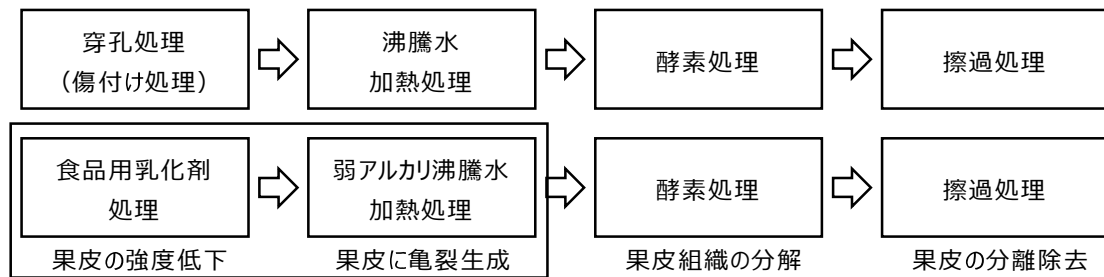 穿孔処理
（傷付け処理）
沸騰水
加熱処理
酵素処理
擦過処理
食品用乳化剤
処理
弱アルカリ沸騰水
加熱処理
酵素処理
擦過処理
果皮の強度低下
果皮に亀裂生成
果皮組織の分解
果皮の分離除去